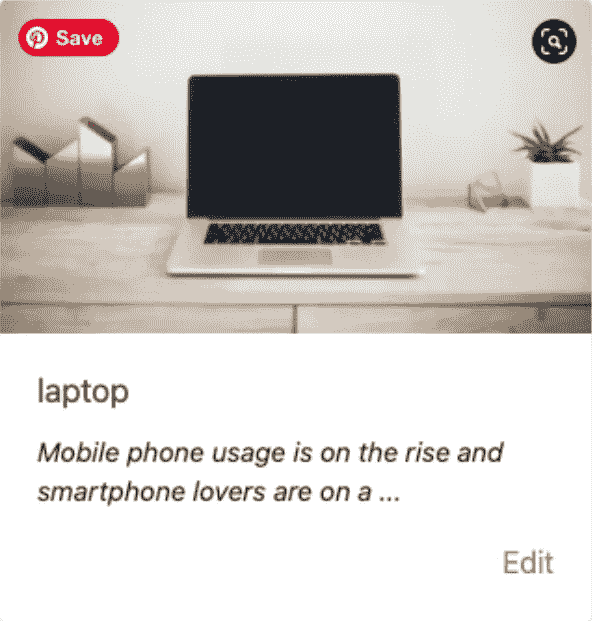 Save
laptop
Mobile phone usage is on the rise and
smartphone lovers are on a ...
Edit